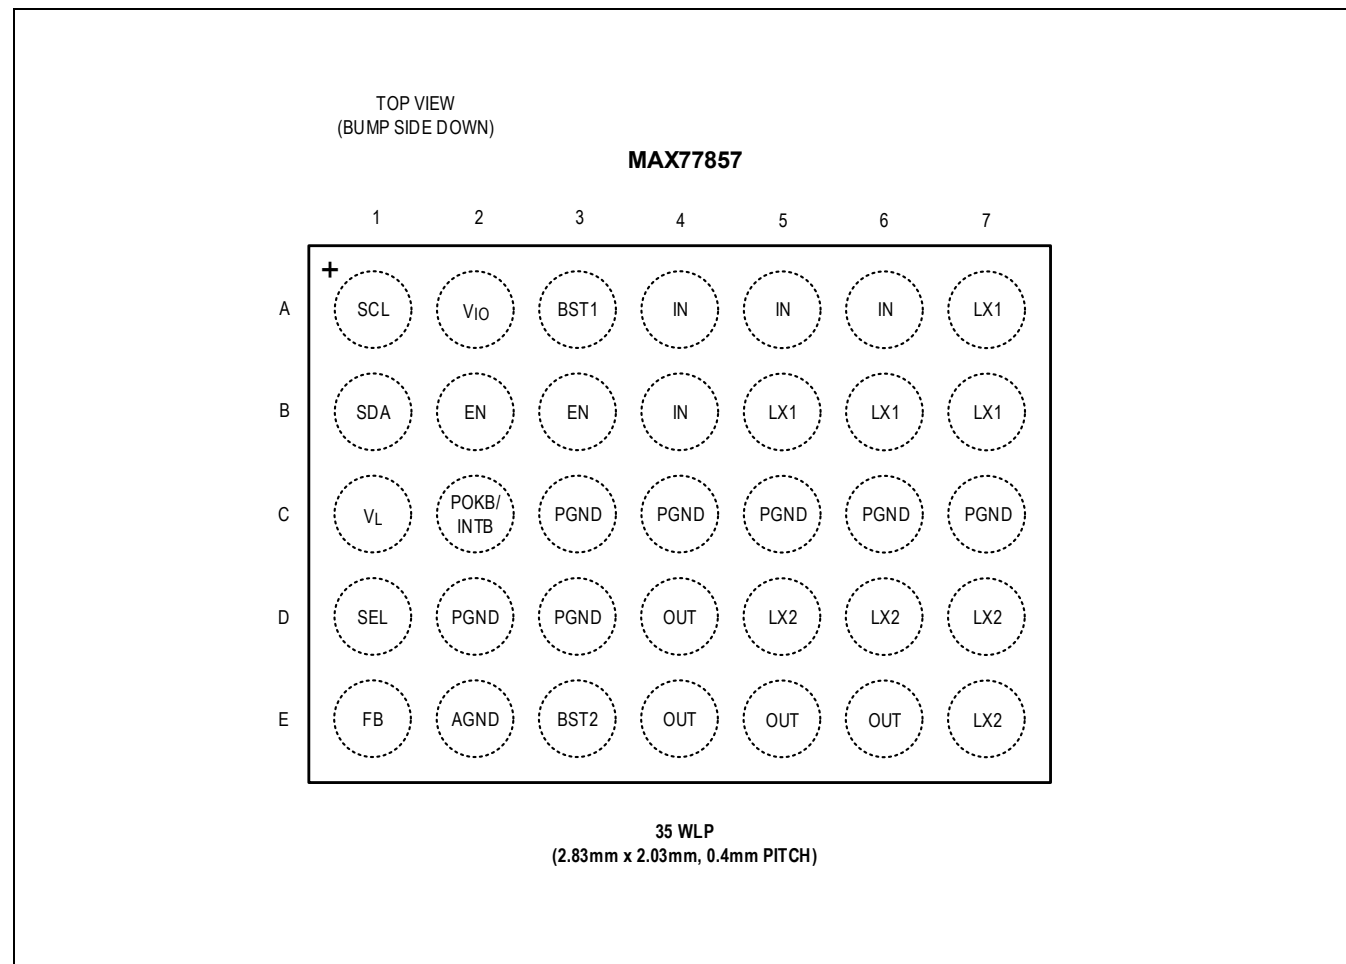 TOP VIEW
(BUMP SIDE DOWN)
MAX77857
1 2 3 4 5 6 7
+
A SCL VIO BST1 IN IN IN LX1
B SDA EN EN IN LX1 LX1 LX1
C VL POKB/ INTB PGND PGND PGND PGND PGND
D SEL PGND PGND OUT LX2 LX2 LX2
E FB AGND BST2 OUT OUT OUT LX2
35 WLP
(2.83mm x 2.03mm, 0.4mm PITCH)